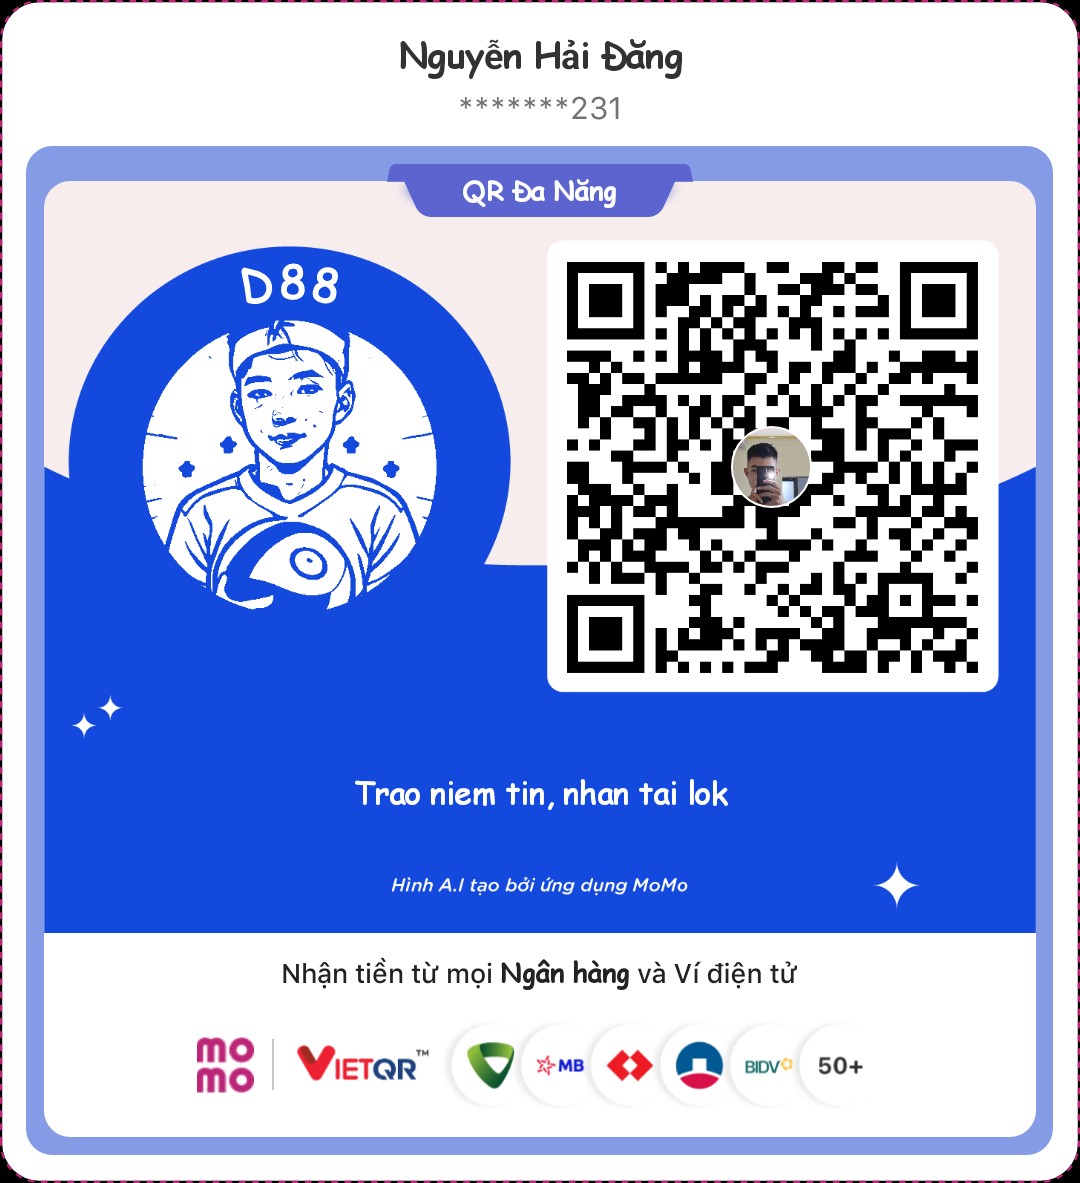 Nguyễn Hải Đăng
*******231
QR Đa Năng
D88
Trao niem tin, nhan tai lok
Hình A.I tạo bởi ứng dụng MoMo
Nhận tiền từ mọi Ngân hàng và Ví điện tử
mo
mo
VIETQR™
MB
BIDV
50+